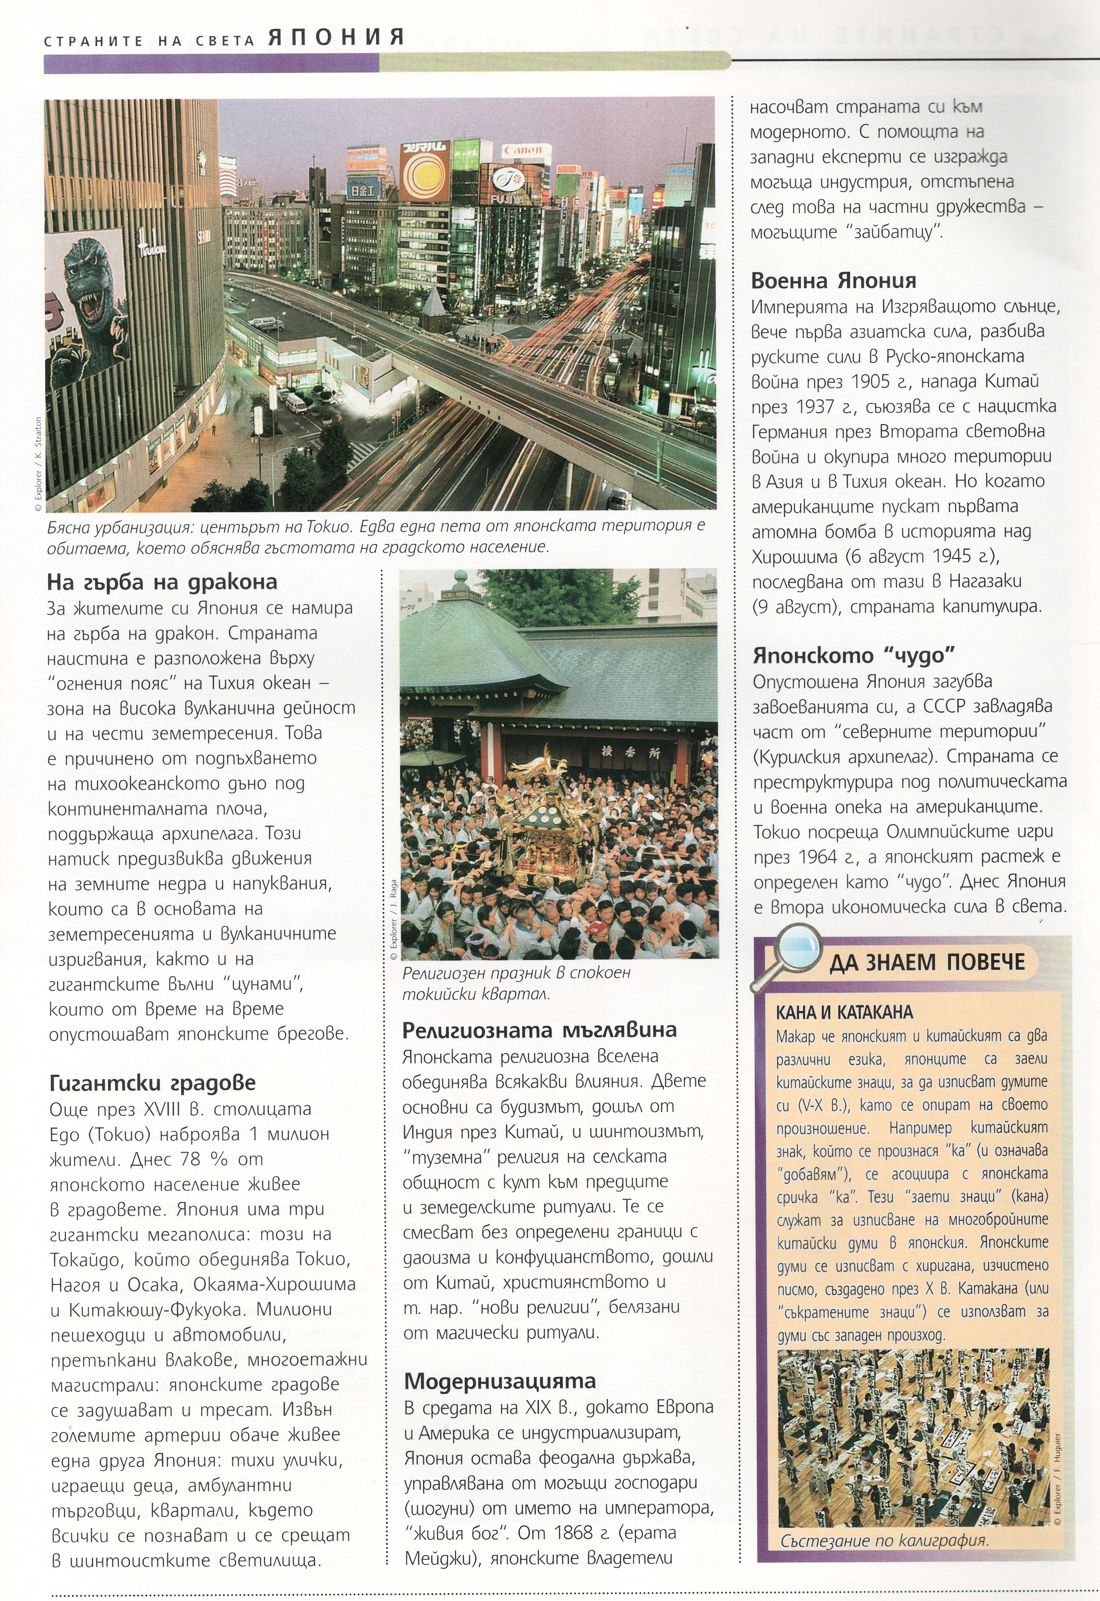 СТРАНИТЕ НА СВЕТА ЯПОНИЯ
プリマハム
Canon
日金工
FUJIYA
© Explorer / K. Straiton
Бясна урбанизация: центърът на Токио. Едва една пета от японската територия е
обитаема, което обяснява гъстотата на градското население.
На гърба на дракона
За жителите си Япония се намира
на гърба на дракон. Страната
наистина е разположена върху
“огнения пояс” на Тихия океан –
зона на висока вулканична дейност
и на чести земетресения. Това
е причинено от подпъхването
на тихоокеанското дъно под
континенталната плоча,
поддържаща архипелага. Този
натиск предизвиква движения
на земните недра и напуквания,
които са в основата на
земетресенията и вулканичните
изригвания, както и на
гигантските вълни “цунами”,
които от време на време
опустошават японските брегове.
Гигантски градове
Още през XVIII в. столицата
Едо (Токио) наброява 1 милион
жители. Днес 78 % от
японското население живее
в градовете. Япония има три
гигантски мегаполиса: този на
Токайдо, който обединява Токио,
Нагоя и Осака, Окаяма-Хирошима
и Китакюшу-Фукуока. Милиони
пешеходци и автомобили,
претъпкани влакове, многоетажни
магистрали: японските градове
се задушават и тресат. Извън
големите артерии обаче живее
една друга Япония: тихи улички,
играещи деца, амбулантни
търговци, квартали, където
всички се познават и се срещат
в шинтоистките светилища.
授香所
© Explorer / J. Raga
Религиозен празник в спокоен
токийски квартал.
Религиозната мъглявина
Японската религиозна вселена
обединява всякакви влияния. Двете
основни са будизмът, дошъл от
Индия през Китай, и шинтоизмът,
“туземна” религия на селската
общност с култ към предците
и земеделските ритуали. Те се
смесват без определени граници с
даоизма и конфуцианството, дошли
от Китай, християнството и
т. нар. “нови религии”, белязани
от магически ритуали.
Модернизацията
В средата на XIX в., докато Европа
и Америка се индустриализират,
Япония остава феодална държава,
управлявана от могъщи господари
(шогуни) от името на императора,
“живия бог”. От 1868 г. (ерата
Мейджи), японските владетели
насочват страната си към
модерното. С помощта на
западни експерти се изгражда
могъща индустрия, отстъпена
след това на частни дружества –
могъщите “зайбатцу”.
Военна Япония
Империята на Изгряващото слънце,
вече първа азиатска сила, разбива
руските сили в Руско-японската
война през 1905 г., напада Китай
през 1937 г., съюзява се с нацистка
Германия през Втората световна
война и окупира много територии
в Азия и в Тихия океан. Но когато
американците пускат първата
атомна бомба в историята над
Хирошима (6 август 1945 г.),
последвана от тази в Нагазаки
(9 август), страната капитулира.
Японското “чудо”
Опустошена Япония загубва
завоеванията си, а СССР завладява
част от “северните територии”
(Курилския архипелаг). Страната се
преструктурира под политическата
и военна опека на американците.
Токио посреща Олимпийските игри
през 1964 г., а японският растеж е
определен като “чудо”. Днес Япония
е втора икономическа сила в света.
ДА ЗНАЕМ ПОВЕЧЕ
КАНА И КАТАКАНА
Макар че японският и китайският са два
различни езика, японците са заели
китайските знаци, за да изписват думите
си (V-X в.), като се опират на своето
произношение. Например китайският
знак, който се произнася “ка” (и означава
“добавям”), се асоциира с японската
сричка “ка”. Тези “заети знаци” (кана)
служат за изписване на многобройните
китайски думи в японския. Японските
думи се изписват с хиригана, изчистено
писмо, създадено през X в. Катакана (или
“съкратените знаци”) се използват за
думи със западен произход.
© Explorer / F. Huguier
Състезание по калиграфия.